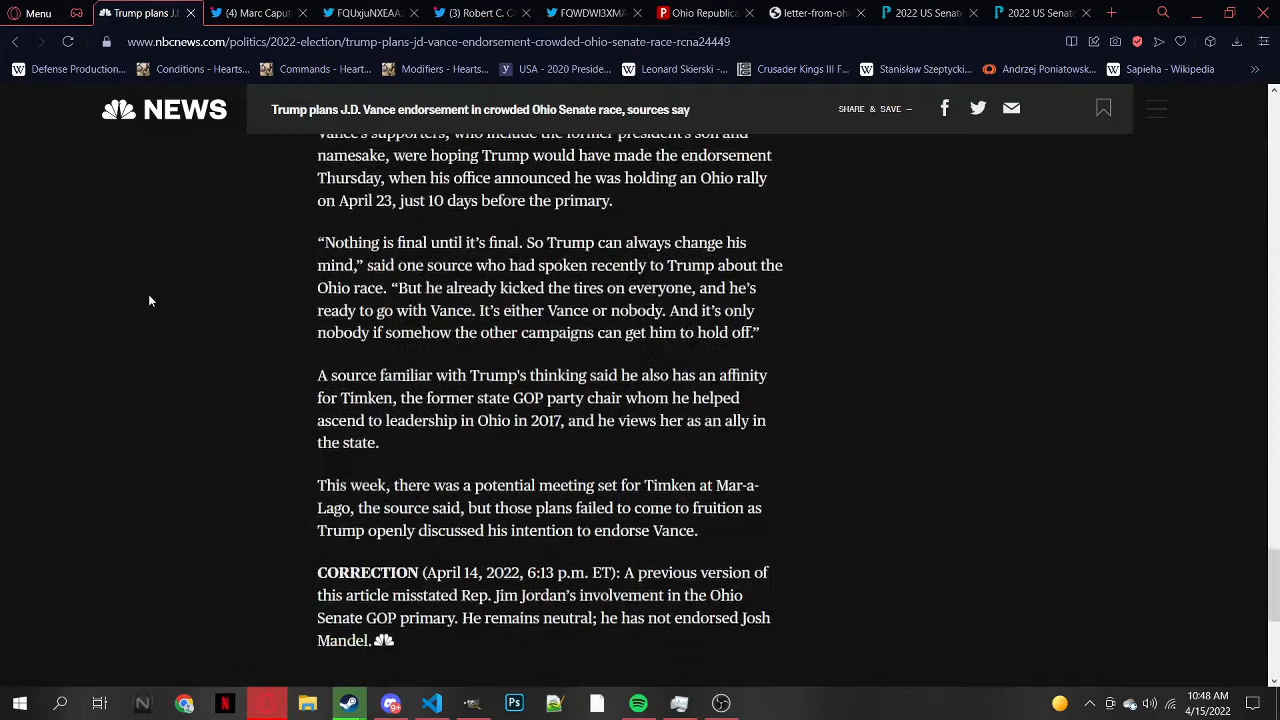 Menu
Trump plans J.D.
(4) Marc Caput
FQUxjuNXEAA
(3) Robert C. C
FQWDWI3XMA
Ohio Republica
letter-from-oh
2022 US Senate
2022 US Senate
www.nbcnews.com/politics/2022-election/trump-plans-jd-vance-endorsement-crowded-ohio-senate-race-rcna24449
Defense Production...
Conditions - Hearts...
Commands - Heart...
Modifiers - Hearts...
USA - 2020 Preside...
Leonard Skierski -...
Crusader Kings III F...
Stanisław Szeptycki...
Andrzej Poniatowsk...
Sapieha - Wikipedia
NEWS
Trump plans J.D. Vance endorsement in crowded Ohio Senate race, sources say
SHARE & SAVE –
Vance's supporters, who include the former president's son and
namesake, were hoping Trump would have made the endorsement
Thursday, when his office announced he was holding an Ohio rally
on April 23, just 10 days before the primary.
“Nothing is final until it’s final. So Trump can always change his
mind,” said one source who had spoken recently to Trump about the
Ohio race. “But he already kicked the tires on everyone, and he’s
ready to go with Vance. It’s either Vance or nobody. And it’s only
nobody if somehow the other campaigns can get him to hold off.”
A source familiar with Trump's thinking said he also has an affinity
for Timken, the former state GOP party chair whom he helped
ascend to leadership in Ohio in 2017, and he views her as an ally in
the state.
This week, there was a potential meeting set for Timken at Mar-a-
Lago, the source said, but those plans failed to come to fruition as
Trump openly discussed his intention to endorse Vance.
CORRECTION (April 14, 2022, 6:13 p.m. ET): A previous version of
this article misstated Rep. Jim Jordan’s involvement in the Ohio
Senate GOP primary. He remains neutral; he has not endorsed Josh
Mandel.
10:48 AM
4/15/2022